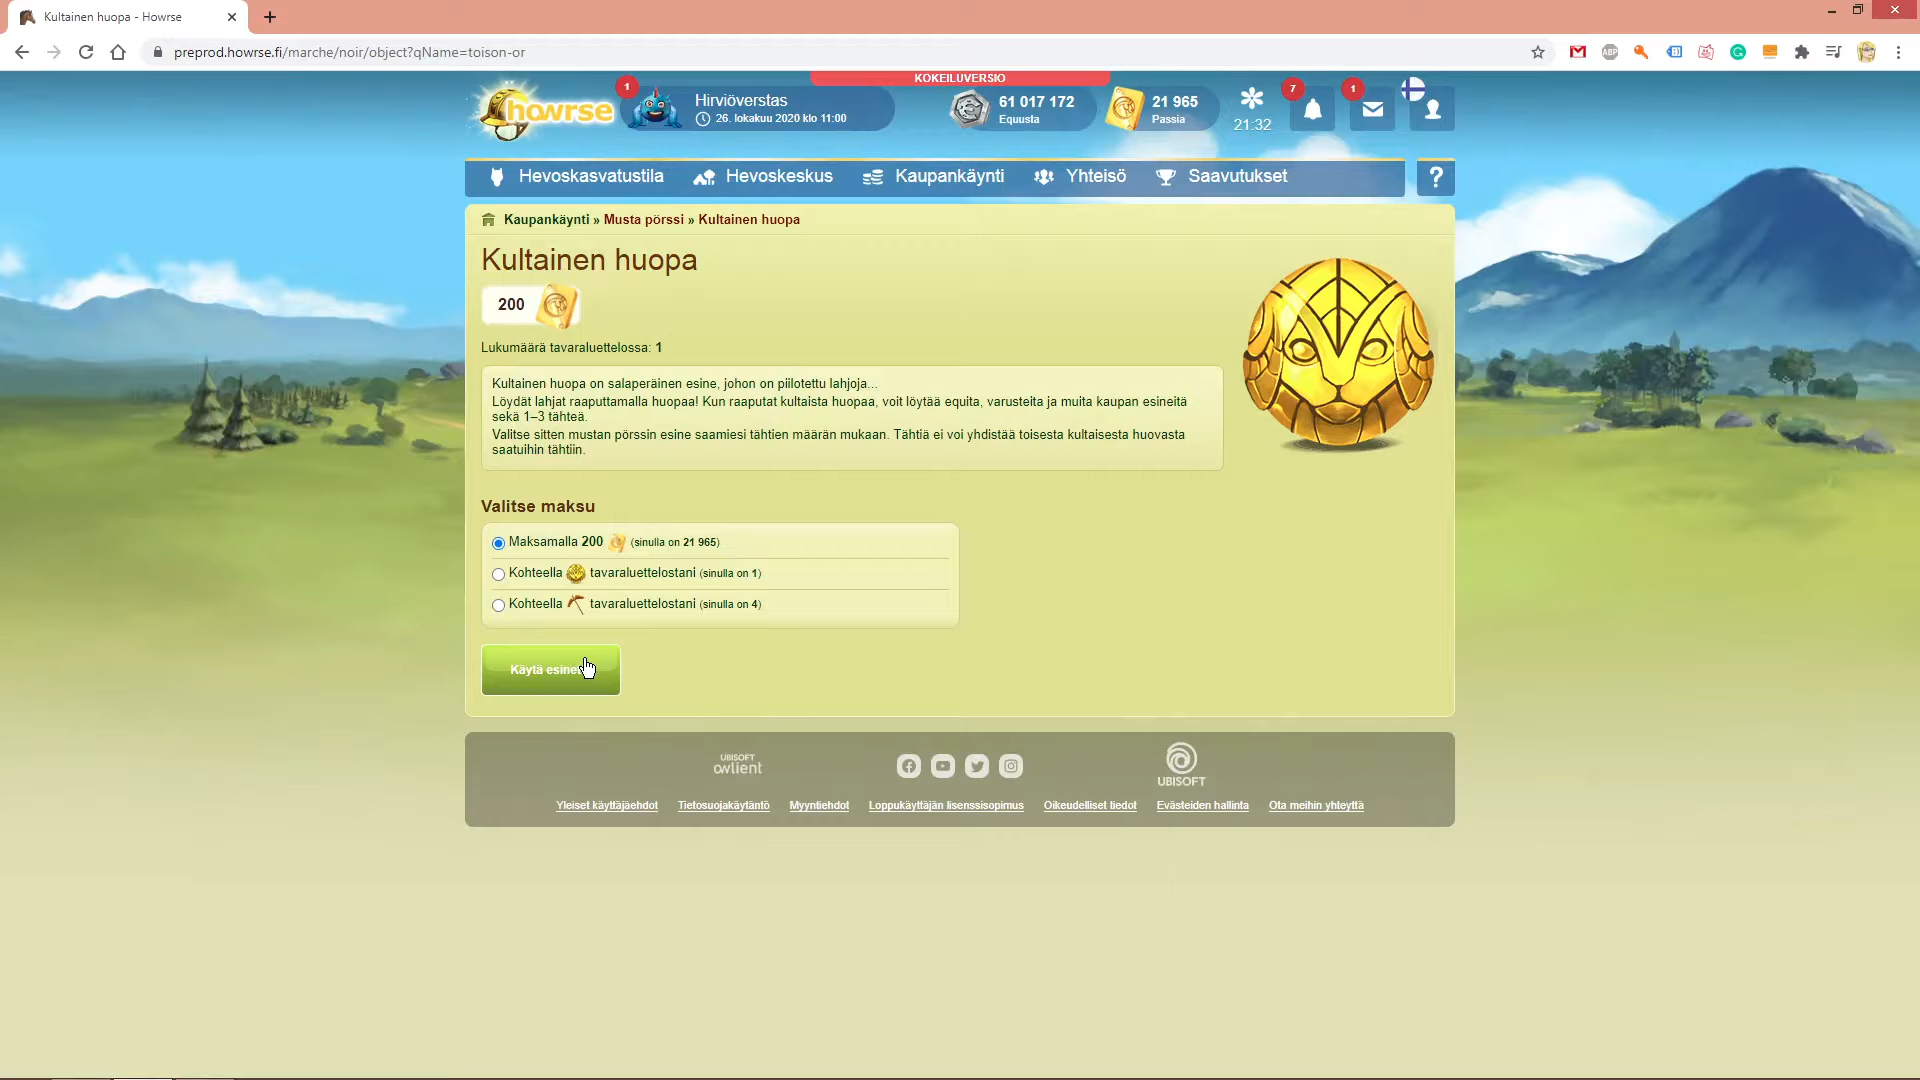 Kultainen huopa - Howrse
preprod.howrse.fi/marche/noir/object?qName=toison-or
KOKEILUVERSIO
howrse
1
Hirviöverstas
26. lokakuu 2020 klo 11:00
61 017 172
Equusta
21 965
Passia
21:32
7
1
Hevoskasvatustila
Hevoskeskus
Kaupankäynti
Yhteisö
Saavutukset
?
Kaupankäynti » Musta pörssi » Kultainen huopa
Kultainen huopa
200
Lukumäärä tavaraluettelossa: 1
Kultainen huopa on salaperäinen esine, johon on piilotettu lahjoja...
Löydät lahjat raaputtamalla huopaa! Kun raaputat kultaista huopaa, voit löytää equita, varusteita ja muita kaupan esineitä
sekä 1–3 tähteä.
Valitse sitten mustan pörssin esine saamiesi tähtien määrän mukaan. Tähtiä ei voi yhdistää toisesta kultaisesta huovasta
saatuihin tähtiin.
Valitse maksu
Maksamalla 200 (sinulla on 21 965)
Kohteella tavaraluettelostani (sinulla on 1)
Kohteella tavaraluettelostani (sinulla on 4)
Käytä
UBISOFT
owlient
UBISOFT
Yleiset käyttäjäehdot
Tietosuojakäytäntö
Myyntiehdot
Loppukäyttäjän lisenssisopimus
Oikeudelliset tiedot
Evästeiden hallinta
Ota meihin yhteyttä